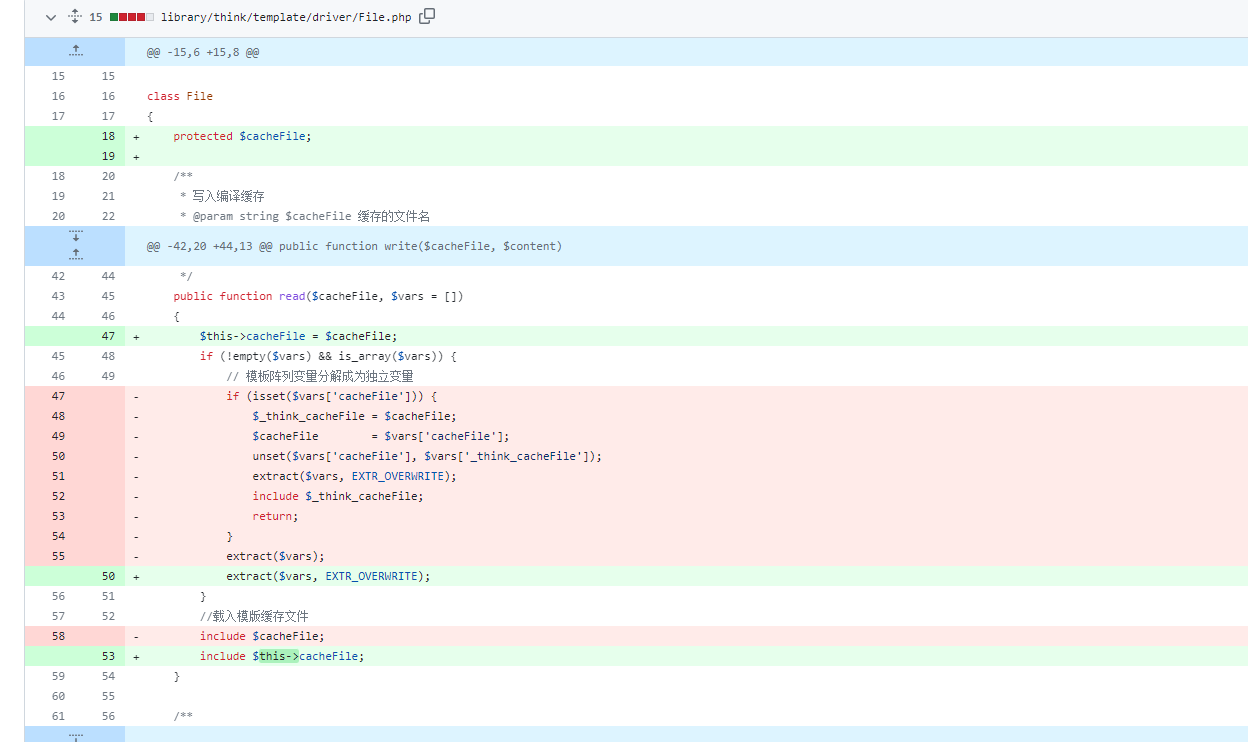 15 library/think/template/driver/File.php
@@ -15,6 +15,8 @@
15 15
16 16 class File
17 17 {
18 + protected $cacheFile;
19 +
18 20 /**
19 21 * 写入编译缓存
20 22 * @param string $cacheFile 缓存的文件名
@@ -42,20 +44,13 @@ public function write($cacheFile, $content)
42 44 */
43 45 public function read($cacheFile, $vars = [])
44 46 {
47 + $this->cacheFile = $cacheFile;
45 48 if (!empty($vars) && is_array($vars)) {
46 49 // 模板阵列变量分解成为独立变量
47 - if (isset($vars['cacheFile'])) {
48 - $_think_cacheFile = $cacheFile;
49 - $cacheFile = $vars['cacheFile'];
50 - unset($vars['cacheFile'], $vars['_think_cacheFile']);
51 - extract($vars, EXTR_OVERWRITE);
52 - include $_think_cacheFile;
53 - return;
54 - }
55 - extract($vars);
50 + extract($vars, EXTR_OVERWRITE);
56 51 }
57 52 //载入模版缓存文件
58 - include $cacheFile;
53 + include $this->cacheFile;
59 54 }
60 55
61 56 /**